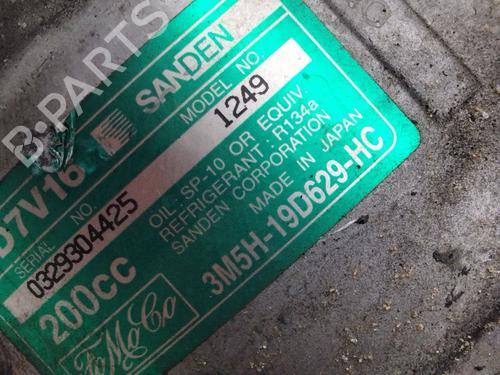 B-PARTS
SANDEN
D7V16
MODEL NO.
1249
SERIAL NO.
0329304425
OIL: SP-10 OR EQUIV.
REFRIGERANT: R134a
SANDEN CORPORATION
MADE IN JAPAN
200CC
3M5H-19D629-HC
FoMoCo